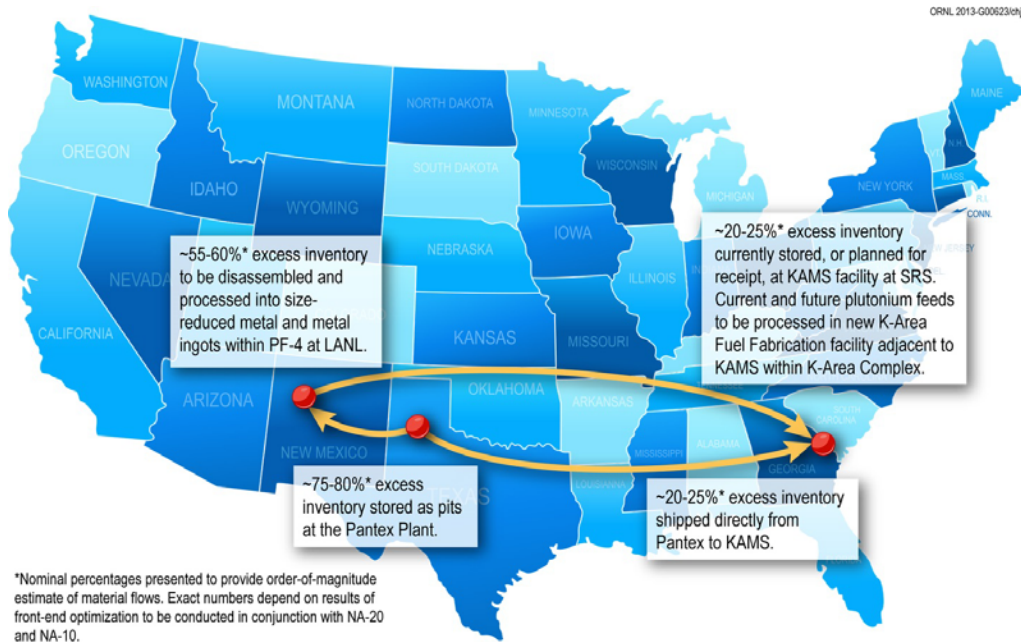 ORNL 2013-G00623/chj
WASHINGTON
MONTANA
NORTH DAKOTA
MINNESOTA
MAINE
OREGON
IDAHO
SOUTH DAKOTA
WISCONSIN
MICHIGAN
VT.
N.H.
NEW YORK
MASS.
R.I.
CONN.
WYOMING
NEBRASKA
IOWA
NEVADA
ILLINOIS
JERSEY
CALIFORNIA
KANSAS
MISSOURI
~55-60%* excess inventory
to be disassembled and
processed into size-
reduced metal and metal
ingots within PF-4 at LANL.
~20-25%* excess inventory
currently stored, or planned for
receipt, at KAMS facility at SRS.
Current and future plutonium feeds
to be processed in new K-Area
Fuel Fabrication facility adjacent to
KAMS within K-Area Complex.
ARIZONA
NEW MEXICO
OKLAHOMA
ARKANSAS
SOUTH
CAROLINA
MISSISSIPPI
ALABAMA
GEORGIA
TEXAS
LOUISIANNA
~75-80%* excess
inventory stored as pits
at the Pantex Plant.
~20-25%* excess inventory
shipped directly from
Pantex to KAMS.
*Nominal percentages presented to provide order-of-magnitude
estimate of material flows. Exact numbers depend on results of
front-end optimization to be conducted in conjunction with NA-20
and NA-10.